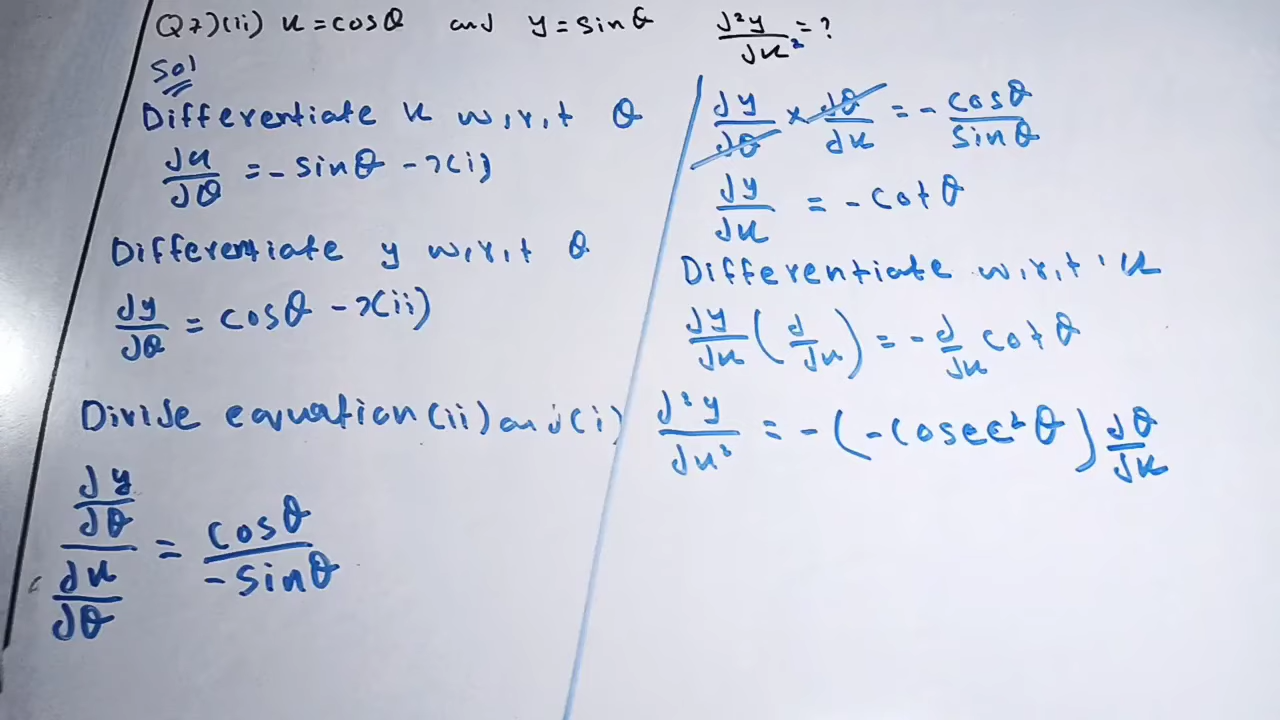 Q7)(ii) x = cosθ and y = sinθ d²y/dx² = ?
Sol
Differentiate x w.r.t θ
dx/dθ = - sinθ -> (i)
Differentiate y w.r.t θ
dy/dθ = cosθ -> (ii)
Divide equation (ii) and (i)
dy/dθ / dx/dθ = cosθ / -sinθ
dy/dθ × dθ/dx = - cosθ/sinθ
dy/dx = - cotθ
Differentiate w.r.t. x
dy/dx (d/dx) = - d/dx cotθ
d²y/dx² = - (-cosec²θ) dθ/dx